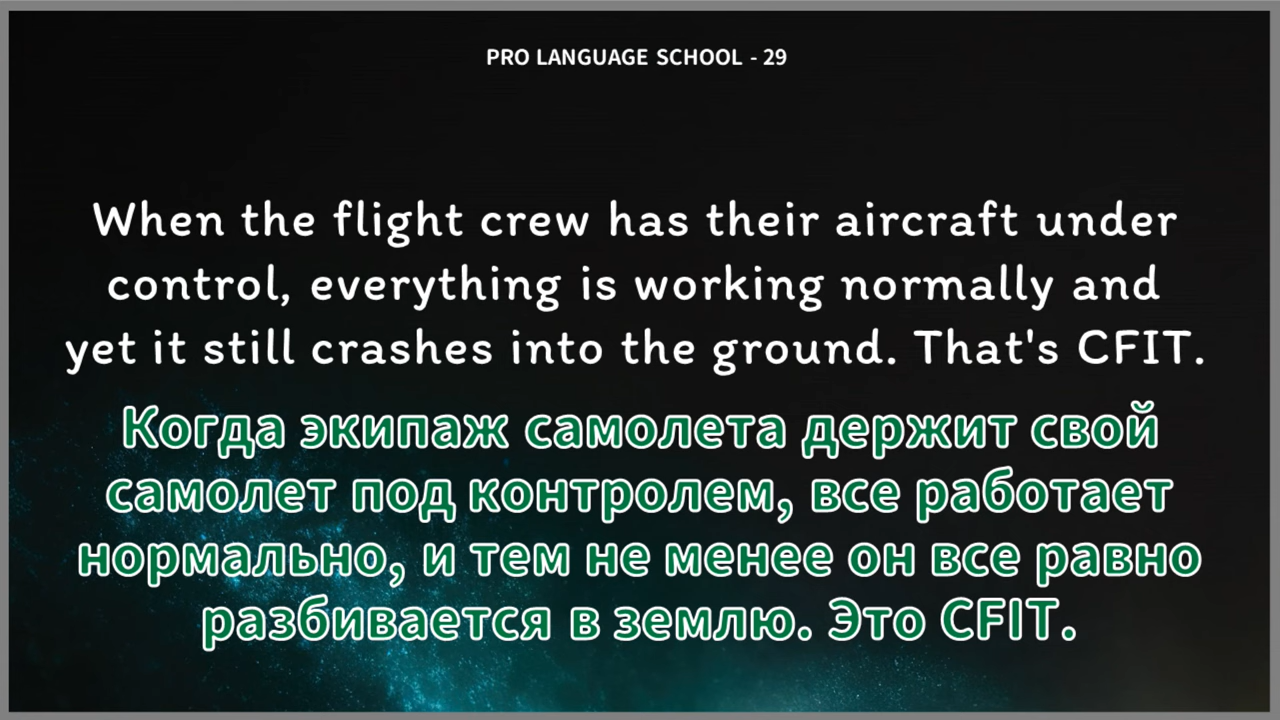 PRO LANGUAGE SCHOOL - 29
When the flight crew has their aircraft under
control, everything is working normally and
yet it still crashes into the ground. That's CFIT.
Когда экипаж самолета держит свой
самолет под контролем, все работает
нормально, и тем не менее он все равно
разбивается в землю. Это CFIT.